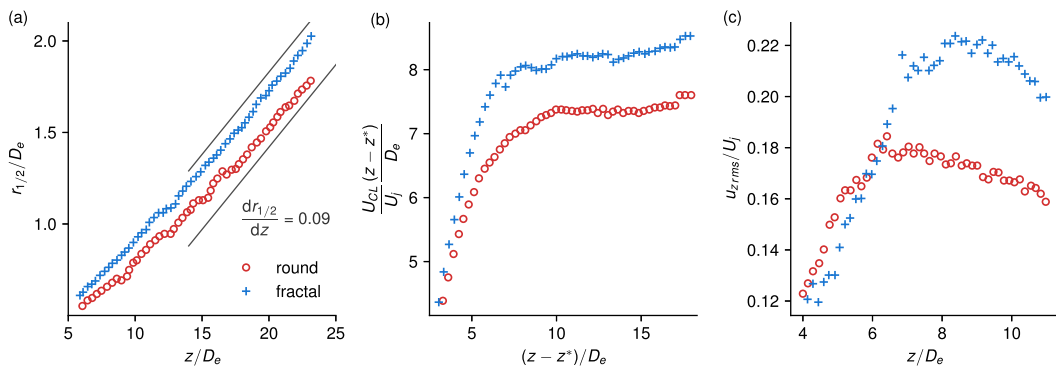 (a)
2.0
1.5
1.0
r1/2/De
5
10
15
20
25
z/De
dr1/2/dz = 0.09
round
fractal
(b)
8
7
6
5
4
UCL/Uj (z − z*)/De
5
10
15
(z − z*)/De
(c)
0.22
0.20
0.18
0.16
0.14
0.12
uz rms/Uj
4
6
8
10
z/De